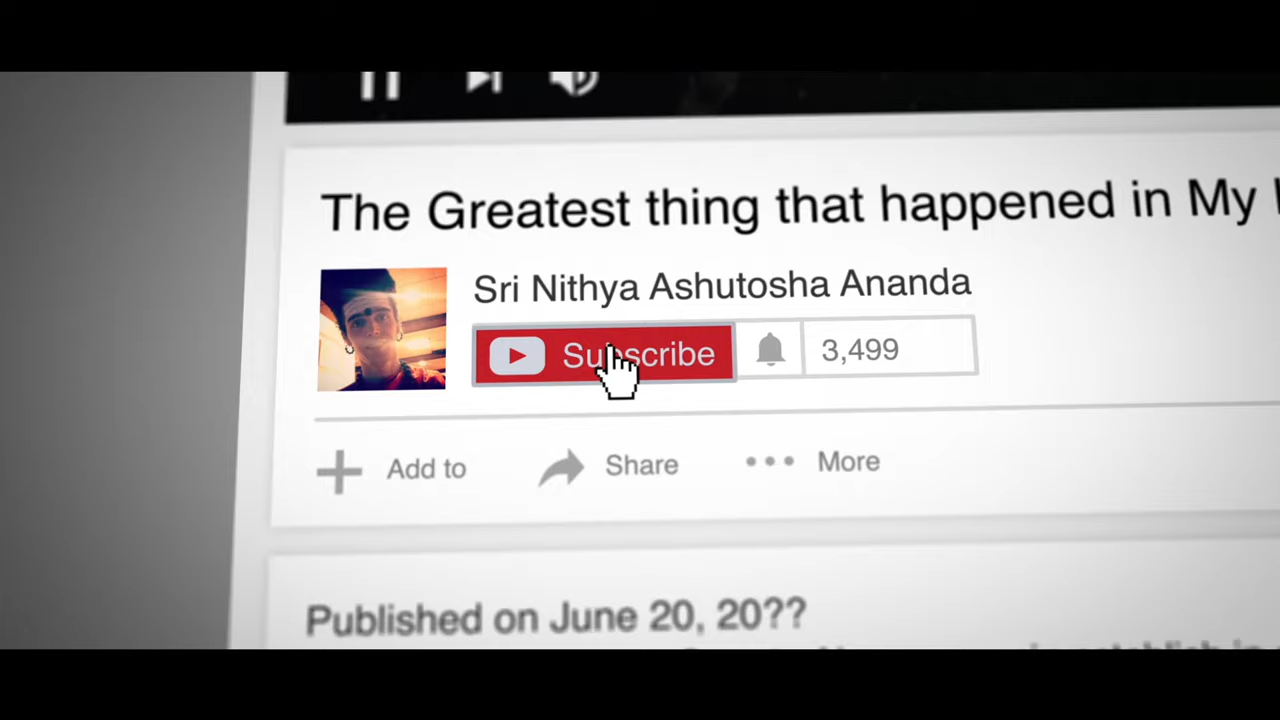 The Greatest thing that happened in My
Sri Nithya Ashutosha Ananda
Subscribe
3,499
Add to
Share
More
Published on June 20, 20??